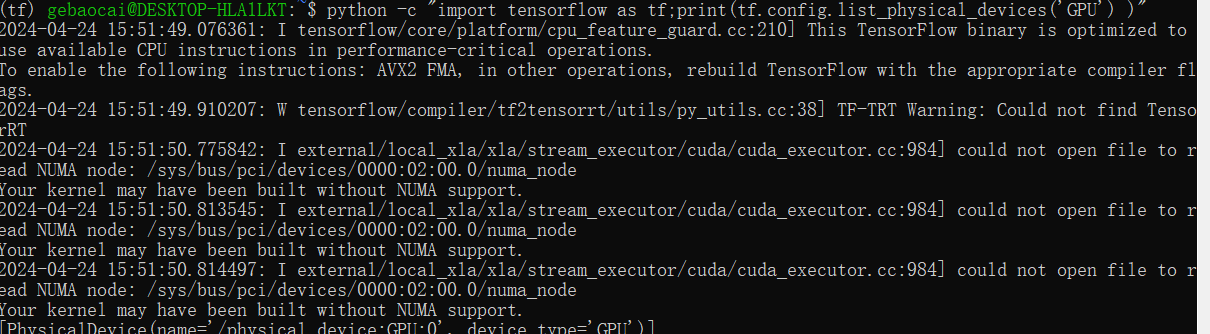 (tf) gebaocai@DESKTOP-HLA1LKT:~$ python -c "import tensorflow as tf;print(tf.config.list_physical_devices('GPU') )"
2024-04-24 15:51:49.076361: I tensorflow/core/platform/cpu_feature_guard.cc:210] This TensorFlow binary is optimized to
use available CPU instructions in performance-critical operations.
To enable the following instructions: AVX2 FMA, in other operations, rebuild TensorFlow with the appropriate compiler fl
ags.
2024-04-24 15:51:49.910207: W tensorflow/compiler/tf2tensorrt/utils/py_utils.cc:38] TF-TRT Warning: Could not find Tenso
rRT
2024-04-24 15:51:50.775842: I external/local_xla/xla/stream_executor/cuda/cuda_executor.cc:984] could not open file to r
ead NUMA node: /sys/bus/pci/devices/0000:02:00.0/numa_node
Your kernel may have been built without NUMA support.
2024-04-24 15:51:50.813545: I external/local_xla/xla/stream_executor/cuda/cuda_executor.cc:984] could not open file to r
ead NUMA node: /sys/bus/pci/devices/0000:02:00.0/numa_node
Your kernel may have been built without NUMA support.
2024-04-24 15:51:50.814497: I external/local_xla/xla/stream_executor/cuda/cuda_executor.cc:984] could not open file to r
ead NUMA node: /sys/bus/pci/devices/0000:02:00.0/numa_node
Your kernel may have been built without NUMA support.
[PhysicalDevice(name='/physical_device:GPU:0', device_type='GPU')]